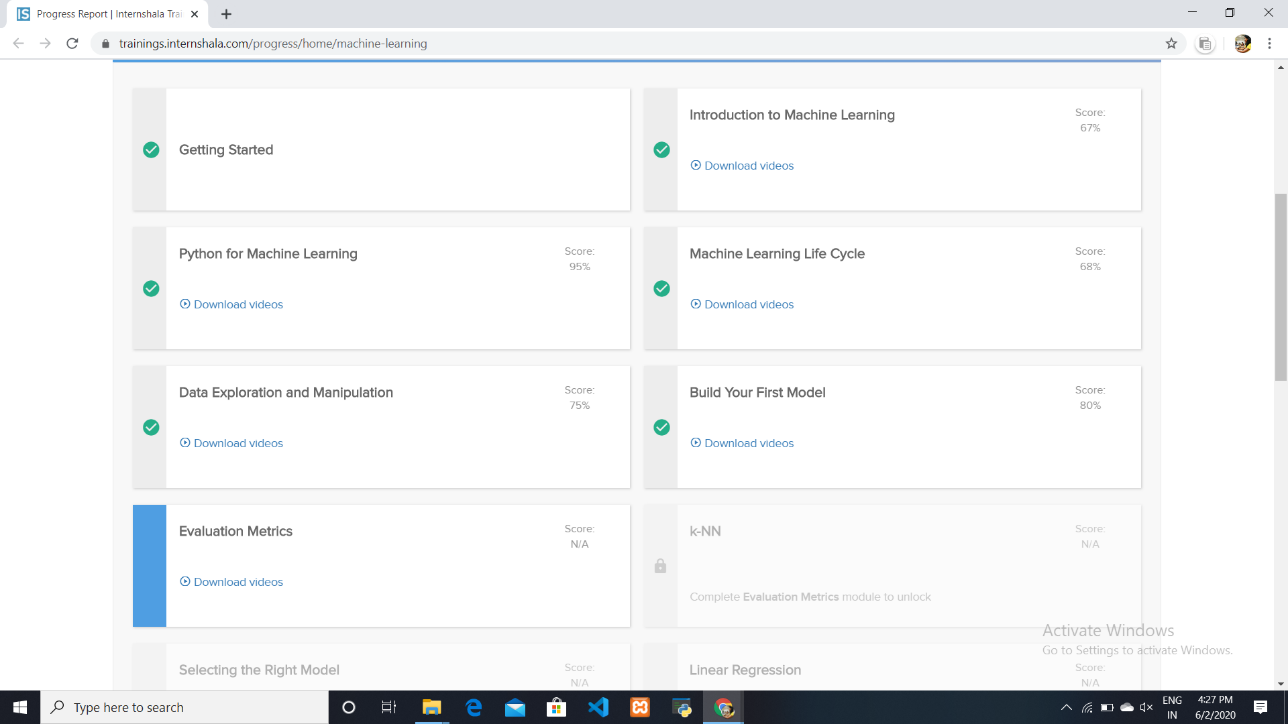 Progress Report | Internshala Trai
trainings.internshala.com/progress/home/machine-learning
Getting Started
Introduction to Machine Learning
Score:
67%
Download videos
Python for Machine Learning
Score:
95%
Download videos
Machine Learning Life Cycle
Score:
68%
Download videos
Data Exploration and Manipulation
Score:
75%
Download videos
Build Your First Model
Score:
80%
Download videos
Evaluation Metrics
Score:
N/A
Download videos
k-NN
Score:
N/A
Complete Evaluation Metrics module to unlock
Selecting the Right Model
Score:
N/A
Linear Regression
Score:
N/A
Activate Windows
Go to Settings to activate Windows.
Type here to search
ENG
IN
4:27 PM
6/2/2020